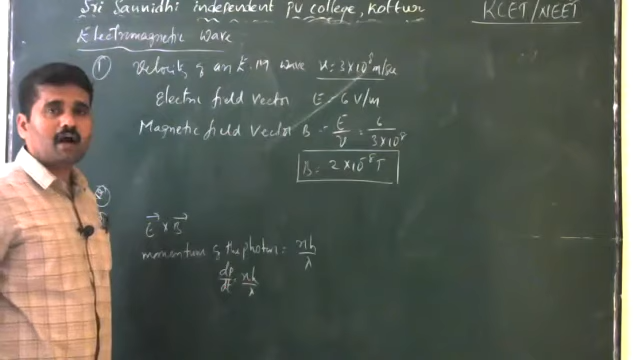 Sri Sannidhi independent PU college, Kottur
KCET/NEET
Electromagnetic Wave
① Velocity of an E.M wave v = 3×10⁸ m/sec
Electric field vector E = 6 V/m
Magnetic field Vector B = E/V = 6/3×10⁸
B = 2×10⁻⁸ T
②
E⃗ × B⃗
momentum of the photon = nh/λ
dp/dt nh/λ